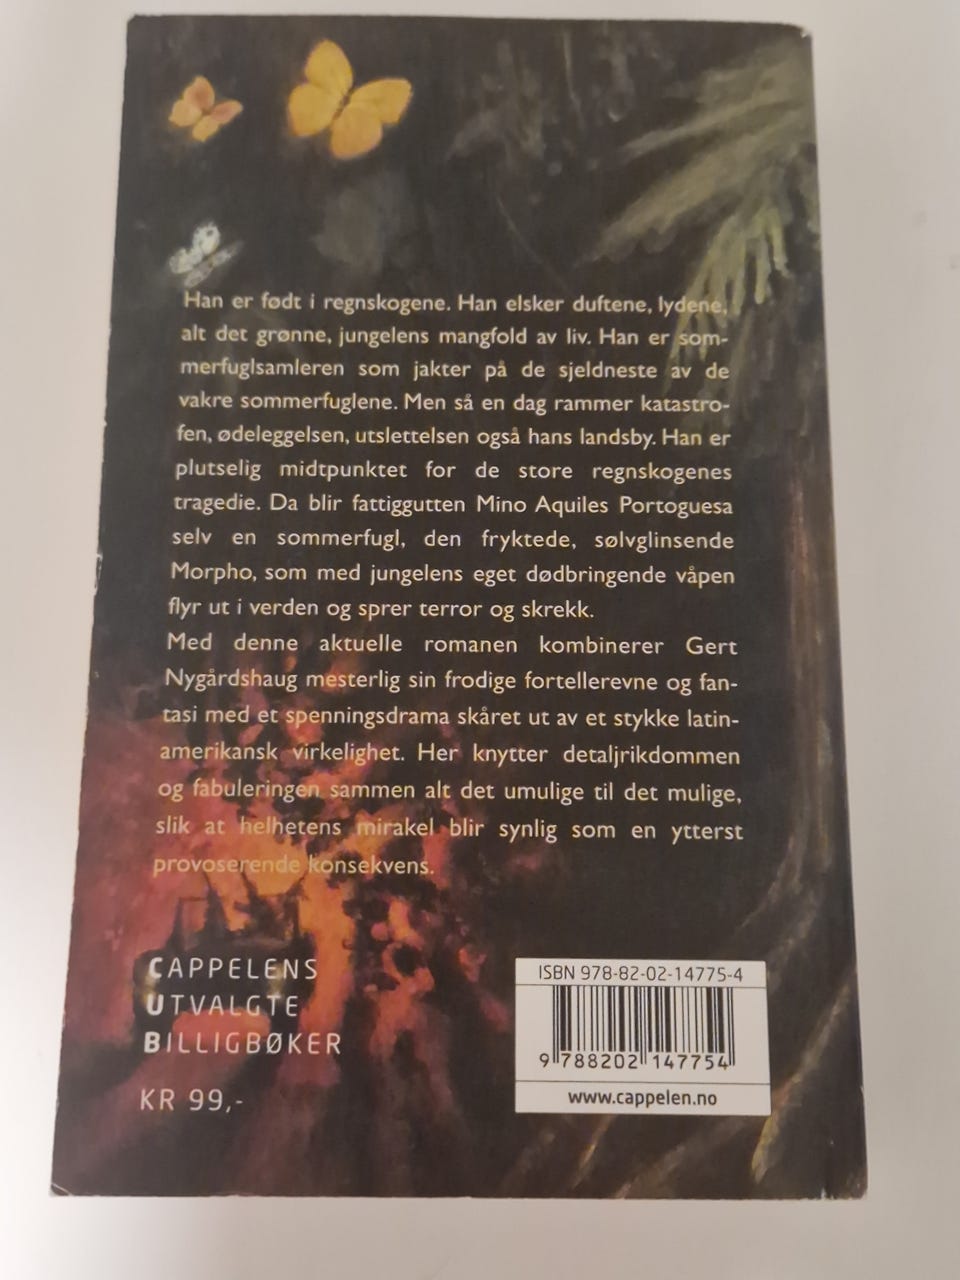 Han er født i regnskogene. Han elsker duftene, lydene,
alt det grønne, jungelens mangfold av liv. Han er som-
merfuglsamleren som jakter på de sjeldneste av de
vakre sommerfuglene. Men så en dag rammer katastro-
fen, ødeleggelsen, utslettelsen også hans landsby. Han er
plutselig midtpunktet for de store regnskogenes
tragedie. Da blir fattiggutten Mino Aquiles Portoguesa
selv en sommerfugl, den fryktede, sølvglinsende
Morpho, som med jungelens eget dødbringende våpen
flyr ut i verden og sprer terror og skrekk.
Med denne aktuelle romanen kombinerer Gert
Nygårdshaug mesterlig sin frodige fortellerevne og fan-
tasi med et spenningsdrama skåret ut av et stykke latin-
amerikansk virkelighet. Her knytter detaljrikdommen
og fabuleringen sammen alt det umulige til det mulige,
slik at helhetens mirakel blir synlig som en ytterst
provoserende konsekvens.
CAPPELENS
UTVALGTE
BILLIGBØKER
KR 99,-
ISBN 978-82-02-14775-4
9 788202 147754
www.cappelen.no